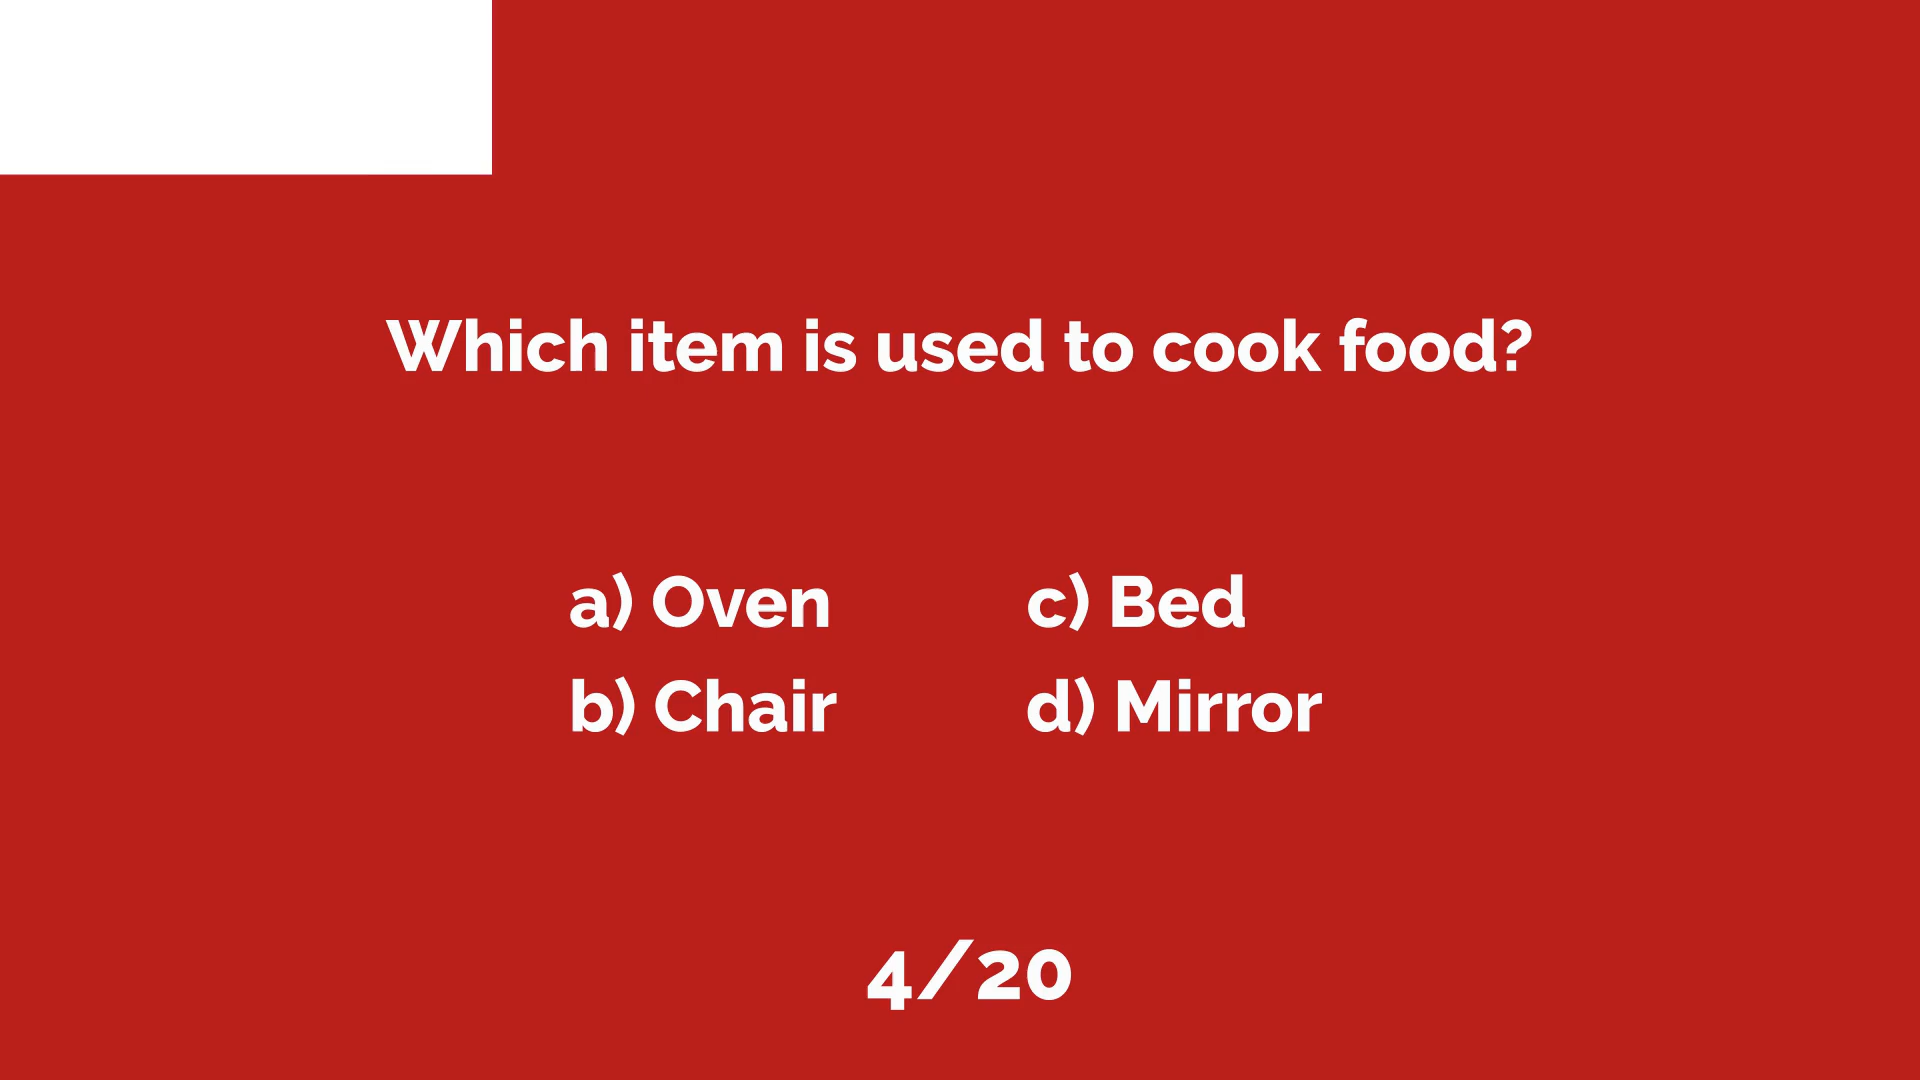 Which item is used to cook food?
a) Oven
b) Chair
c) Bed
d) Mirror
4/20